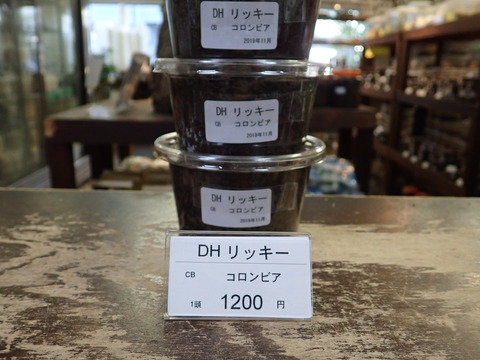 DH リッキー
CB コロンビア
2019年11月
DH リッキー
CB コロンビア
2019年11月
DH リッキー
CB コロンビア
2019年11月
DH リッキー
CB コロンビア
1頭 1200 円